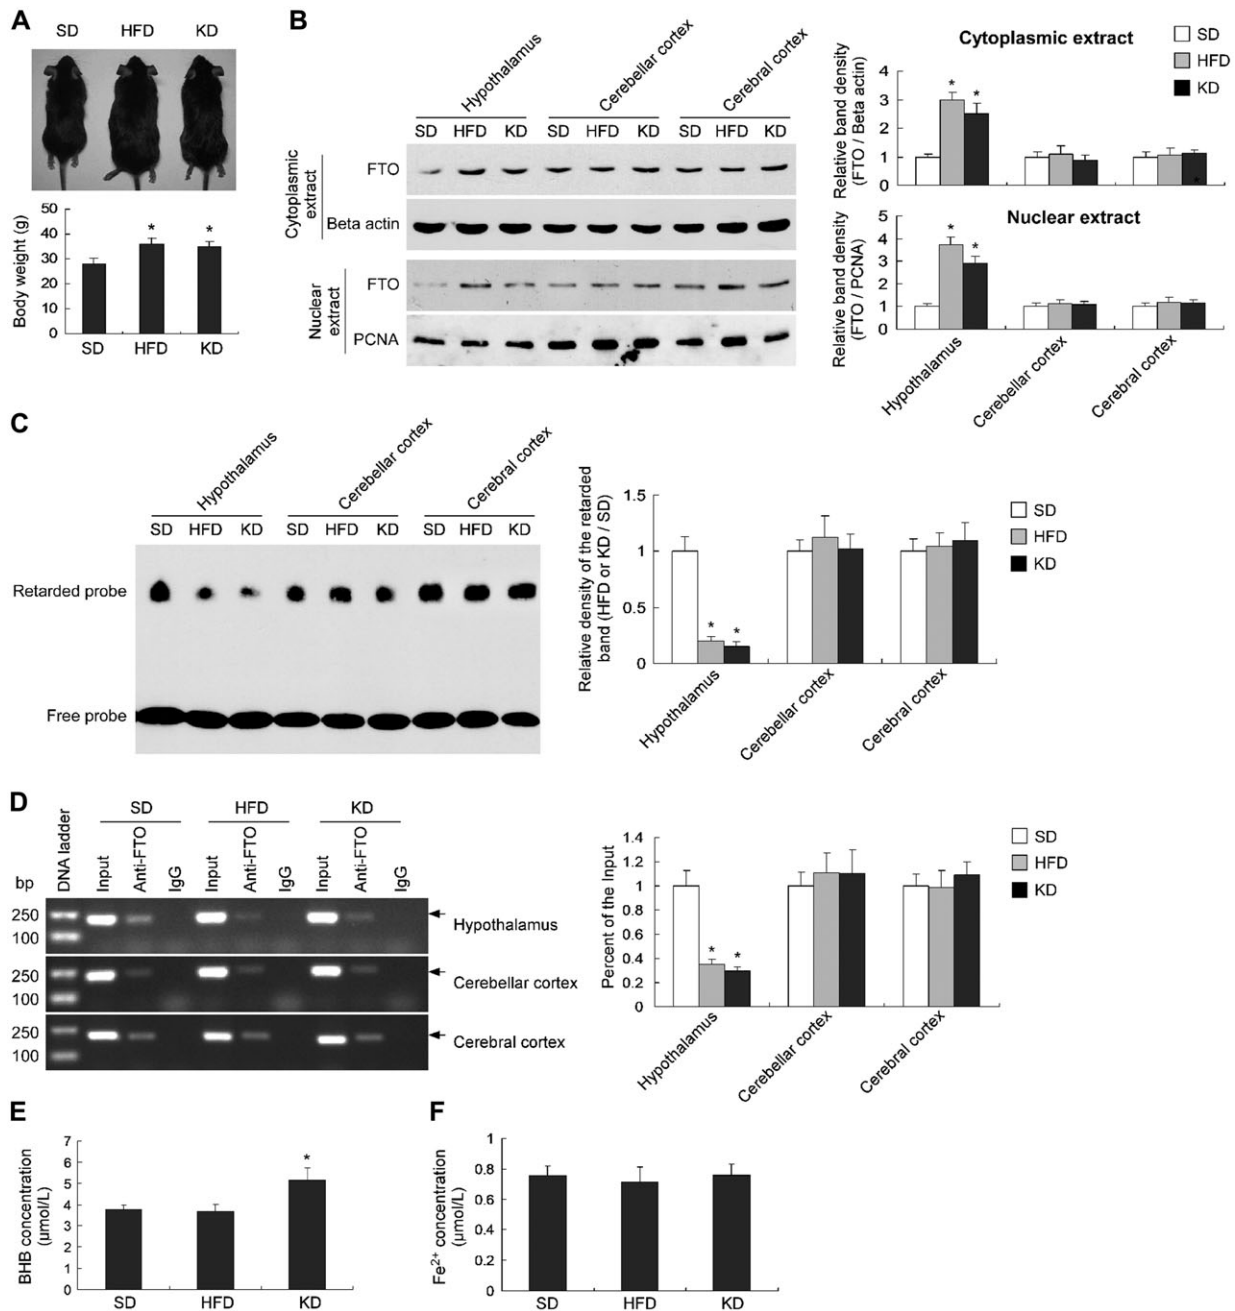 A
SD HFD KD
Body weight (g)
50
40
30
20
10
0
* *
SD HFD KD
B
Hypothalamus
Cerebellar cortex
Cerebral cortex
SD HFD KD SD HFD KD SD HFD KD
Cytoplasmic extract
FTO
Beta actin
Nuclear extract
FTO
PCNA
Cytoplasmic extract
SD
HFD
KD
Relative band density
(FTO / Beta actin)
4
3
2
1
0
* *
*
Nuclear extract
Relative band density
(FTO / PCNA)
5
4
3
2
1
0
* *
Hypothalamus
Cerebellar cortex
Cerebral cortex
C
Hypothalamus
Cerebellar cortex
Cerebral cortex
SD HFD KD SD HFD KD SD HFD KD
Retarded probe
Free probe
Relative density of the retarded
band (HFD or KD / SD)
1.5
1
0.5
0
* *
Hypothalamus
Cerebellar cortex
Cerebral cortex
SD
HFD
KD
D
SD HFD KD
bp
DNA ladder
Input Anti-FTO IgG Input Anti-FTO IgG Input Anti-FTO IgG
250
100
Hypothalamus
250
100
Cerebellar cortex
250
100
Cerebral cortex
Percent of the Input
1.4
1.2
1
0.8
0.6
0.4
0.2
0
* *
Hypothalamus
Cerebellar cortex
Cerebral cortex
SD
HFD
KD
E
BHB concentration
(μmol/L)
7
6
5
4
3
2
1
0
*
SD HFD KD
F
Fe2+ concentration
(μmol/L)
1
0.8
0.6
0.4
0.2
0
SD HFD KD